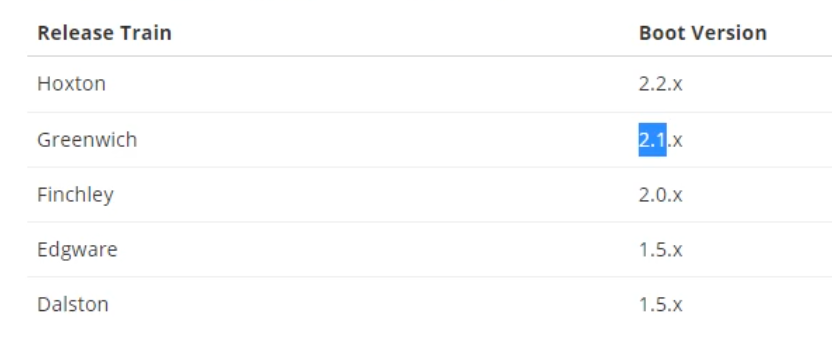 Release Train Boot Version
Hoxton 2.2.x
Greenwich 2.1.x
Finchley 2.0.x
Edgware 1.5.x
Dalston 1.5.x